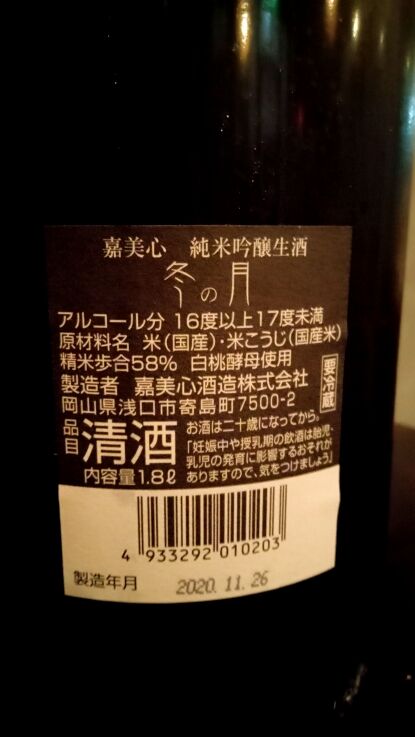 嘉美心 純米吟醸生酒
冬の月
アルコール分 16度以上17度未満
原材料名 米(国産)・米こうじ(国産米)
精米歩合58% 白桃酵母使用
製造者 嘉美心酒造株式会社
岡山県浅口市寄島町7500-2
要冷蔵
品目 清酒
内容量1.8ℓ
お酒は二十歳になってから。
「妊娠中や授乳期の飲酒は胎児・
乳児の発育に影響するおそれが
ありますので、気をつけましょう」
4 933292 010203
製造年月 2020.11.26